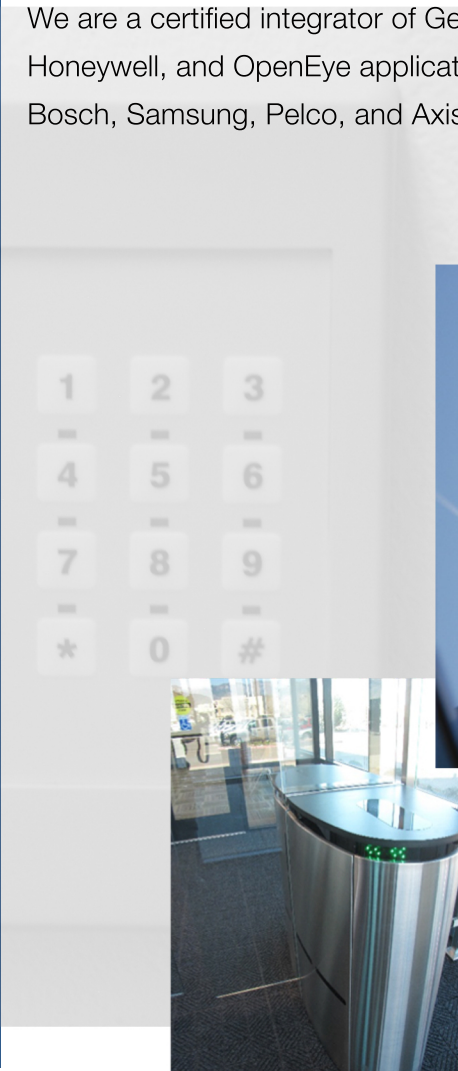 We are a certified integrator of Ge
Honeywell, and OpenEye applicat
Bosch, Samsung, Pelco, and Axis
1 2 3
4 5 6
7 8 9
* 0 #